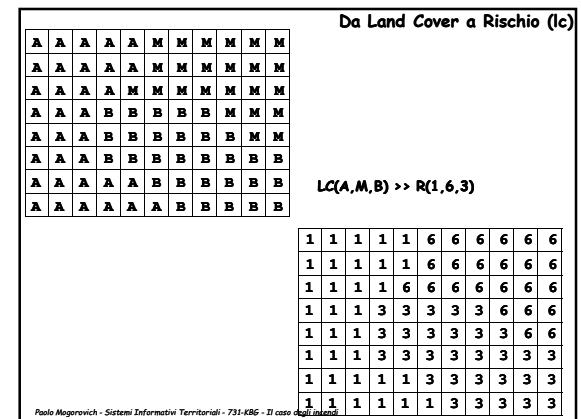 Da Land Cover a Rischio (lc)
A A A A A M M M M M M
A A A A A M M M M M M
A A A A M M M M M M M
A A A B B B B B M M M
A A A B B B B B B M M
A A A B B B B B B B B
A A A A A B B B B B B
A A A A A A B B B B B
LC(A,M,B) >> R(1,6,3)
1 1 1 1 1 6 6 6 6 6 6
1 1 1 1 1 6 6 6 6 6 6
1 1 1 1 6 6 6 6 6 6 6
1 1 1 3 3 3 3 3 6 6 6
1 1 1 3 3 3 3 3 3 6 6
1 1 1 3 3 3 3 3 3 3 3
1 1 1 1 1 3 3 3 3 3 3
1 1 1 1 1 1 3 3 3 3 3
Paolo Mogorovich - Sistemi Informativi Territoriali - 731-KBG - Il caso degli incendi